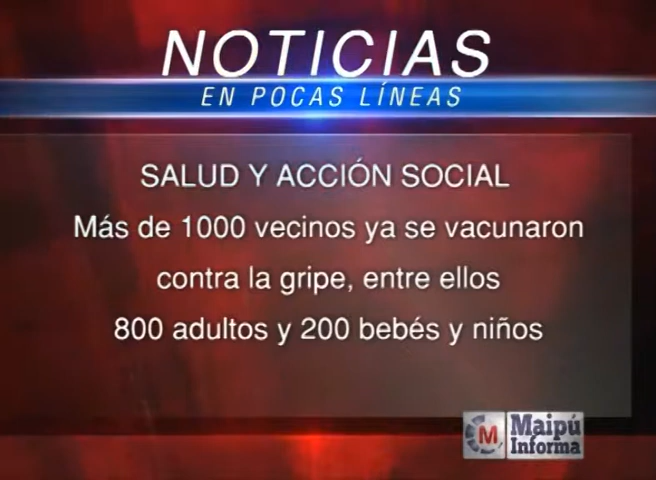 NOTICIAS
EN POCAS LÍNEAS
SALUD Y ACCIÓN SOCIAL
Más de 1000 vecinos ya se vacunaron
contra la gripe, entre ellos
800 adultos y 200 bebés y niños
M
Maipú
Informa